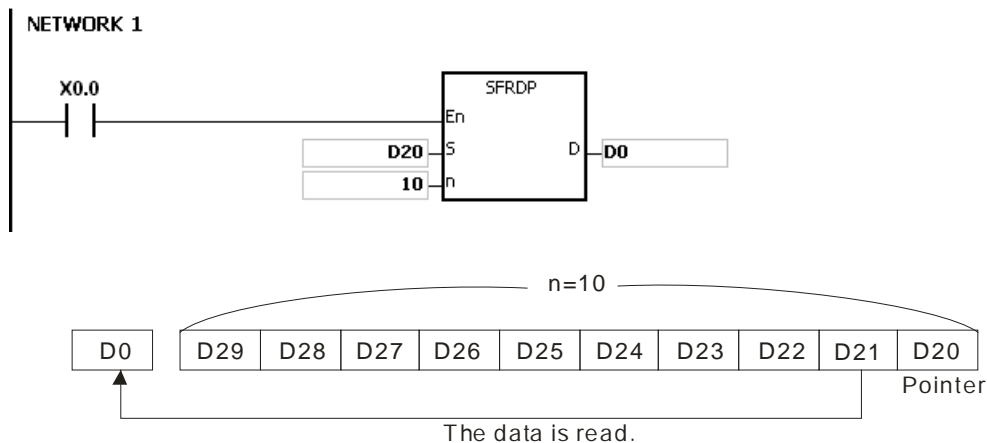 NETWORK 1
X0.0
SFRDP
En
D20 S D D0
10 n
n=10
D0 D29 D28 D27 D26 D25 D24 D23 D22 D21 D20
Pointer
The data is read.